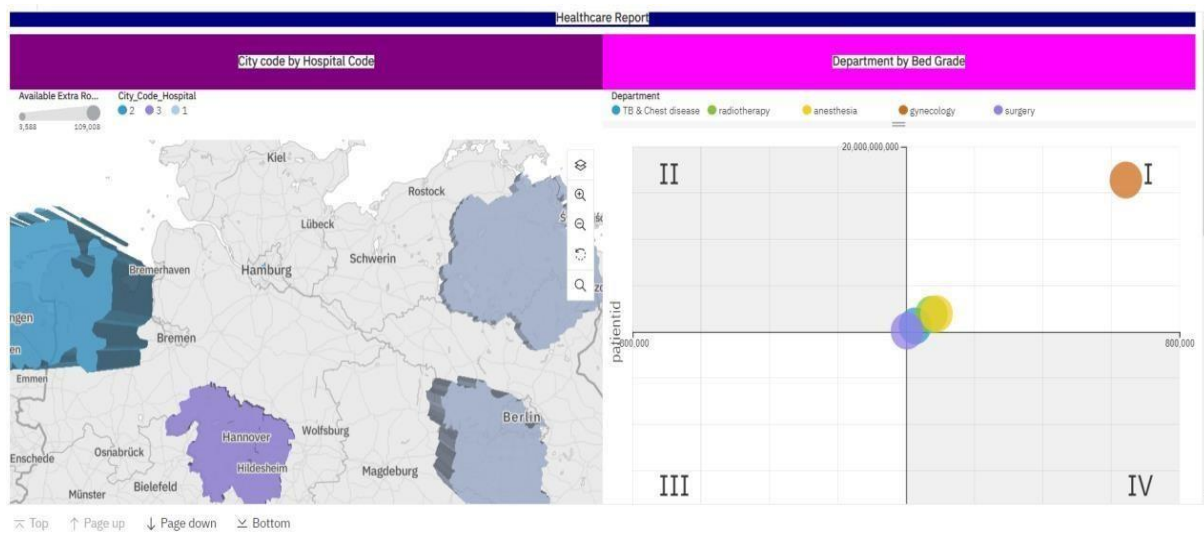 Healthcare Report
City code by Hospital Code
Department by Bed Grade
Available Extra Ro...
3,588 109,008
City_Code_Hospital
2 3 1
Department
TB & Chest disease radiotherapy anesthesia gynecology surgery
Kiel
Rostock
Lübeck
Schwerin
Hamburg
Bremerhaven
Bremen
ngen
en
Emmen
Berlin
Hannover
Wolfsburg
Osnabrück
Enschede
Hildesheim
Magdeburg
Münster
Bielefeld
20,000,000,000
II
I
patientid
800,000
III
IV
Top Page up Page down Bottom